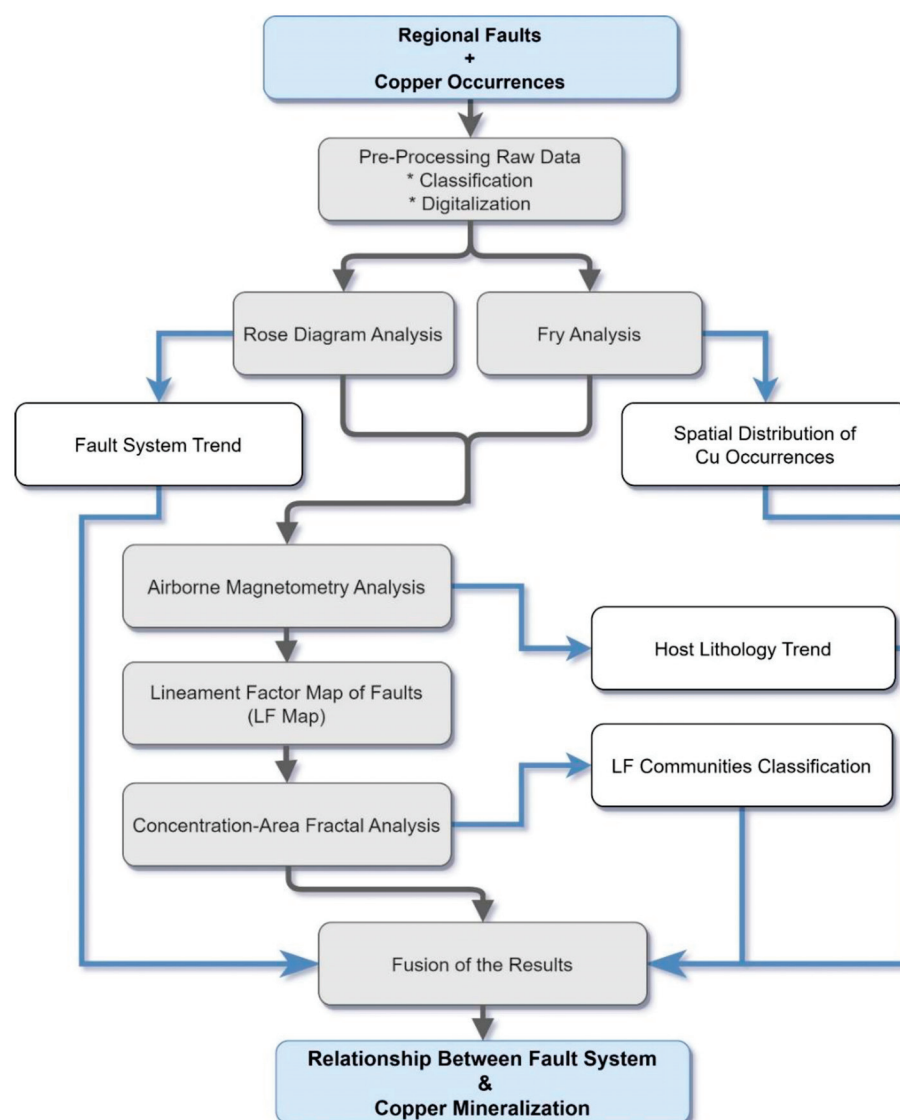 Regional Faults
+
Copper Occurrences
Pre-Processing Raw Data
* Classification
* Digitalization
Rose Diagram Analysis
Fry Analysis
Fault System Trend
Spatial Distribution of
Cu Occurrences
Airborne Magnetometry Analysis
Host Lithology Trend
Lineament Factor Map of Faults
(LF Map)
LF Communities Classification
Concentration-Area Fractal Analysis
Fusion of the Results
Relationship Between Fault System
&
Copper Mineralization